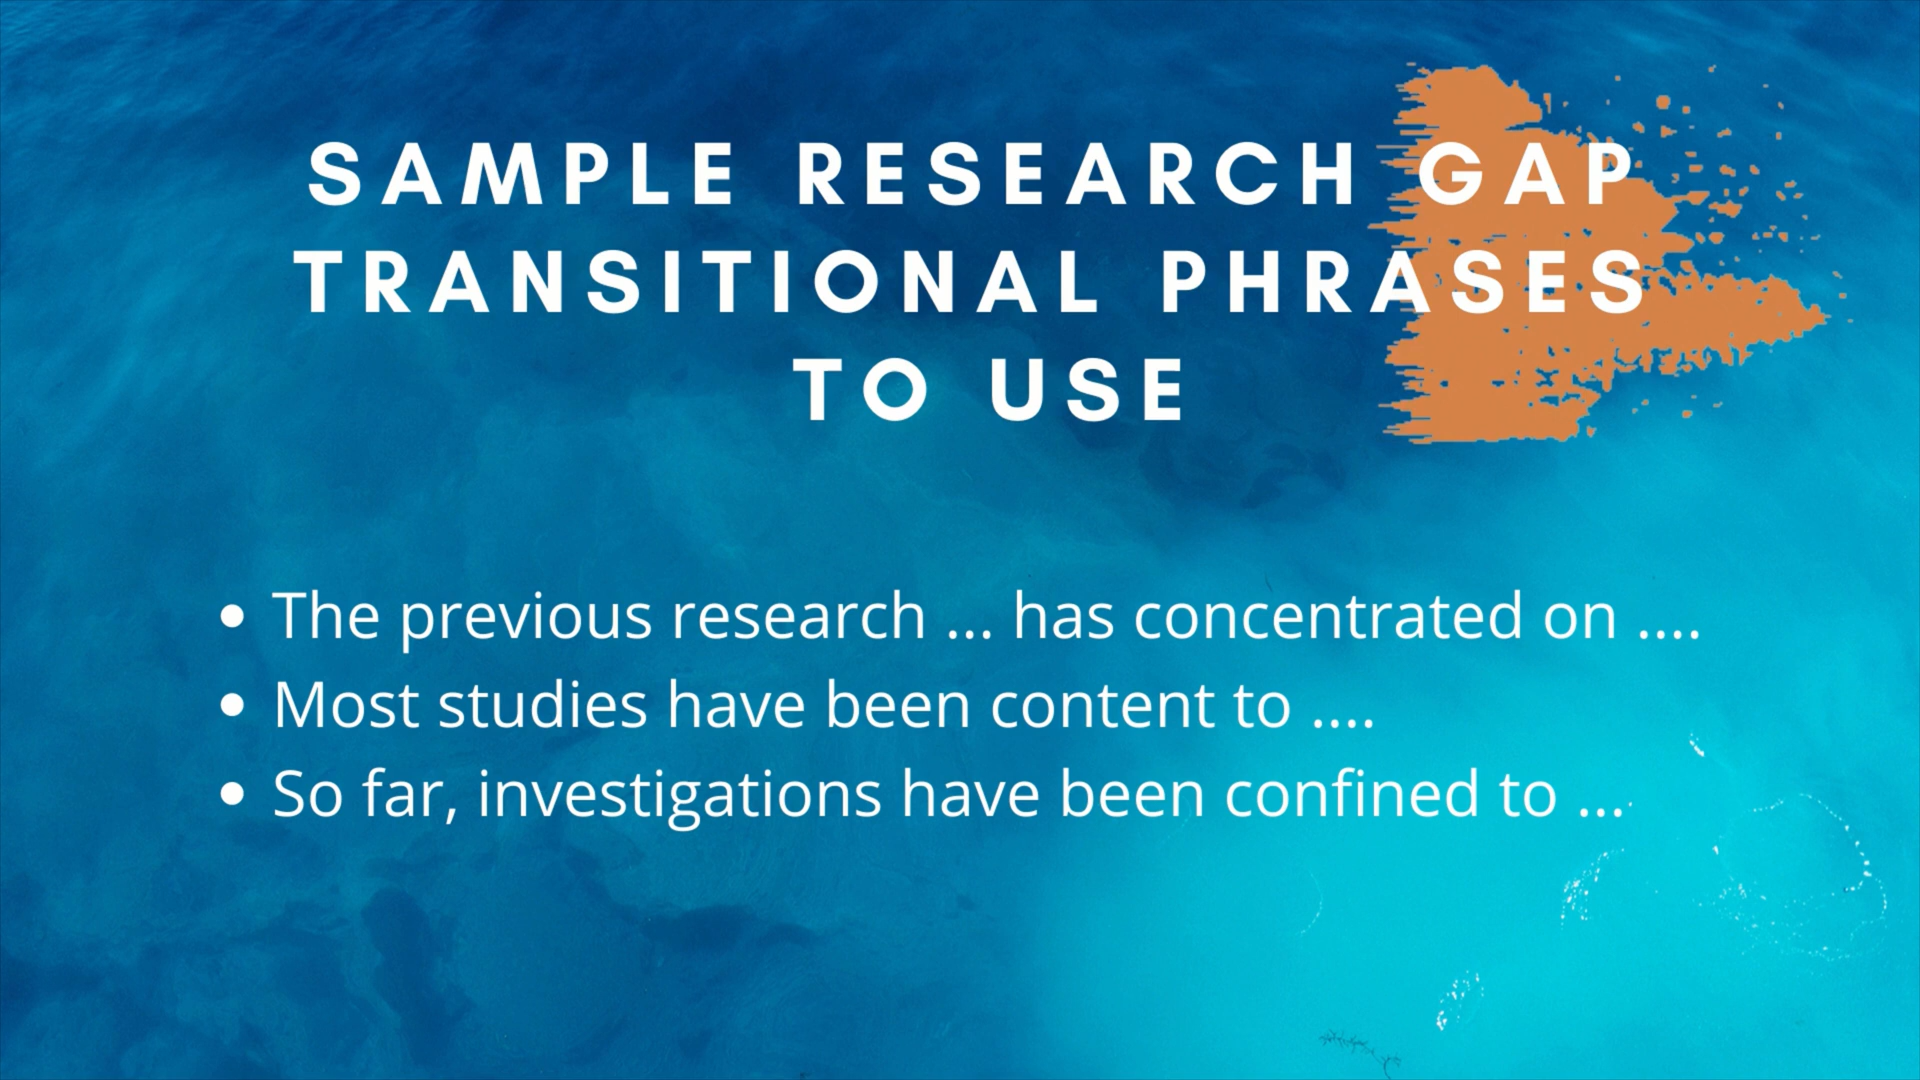 SAMPLE RESEARCH GAP
TRANSITIONAL PHRASES
TO USE
• The previous research ... has concentrated on ....
• Most studies have been content to ....
• So far, investigations have been confined to ...